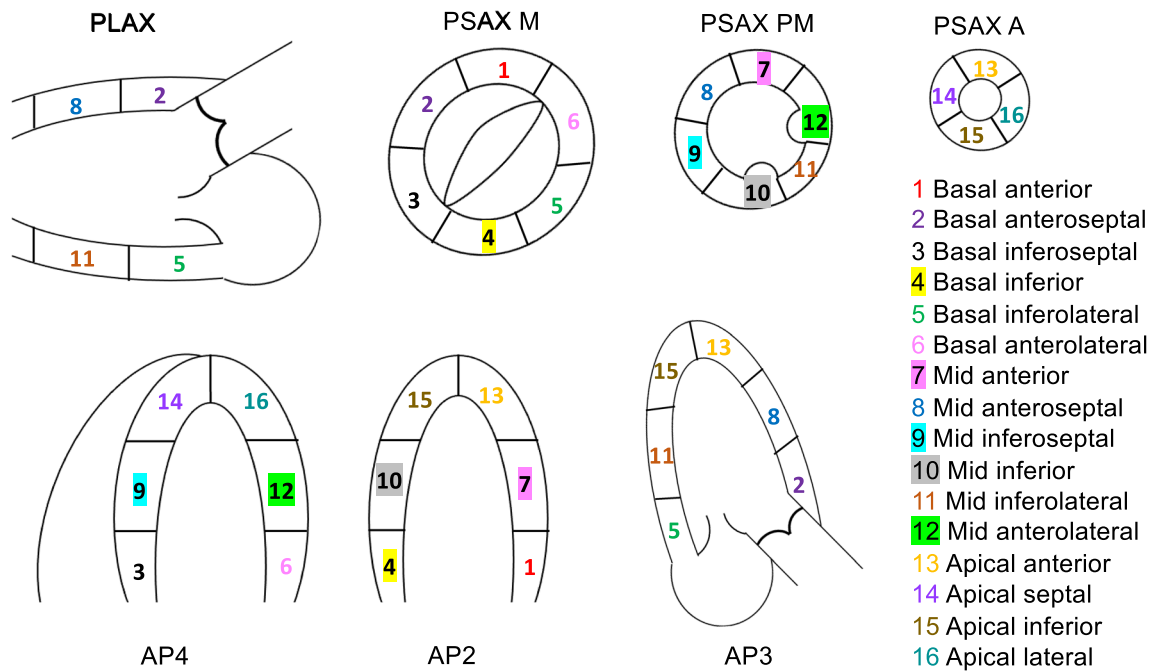 PLAX
PSAX M
PSAX PM
PSAX A
8 2
11 5
1
2 6
3 5
4
7
8 12
9 11
10
13
14 16
15
1 Basal anterior
2 Basal anteroseptal
3 Basal inferoseptal
4 Basal inferior
5 Basal inferolateral
6 Basal anterolateral
7 Mid anterior
8 Mid anteroseptal
9 Mid inferoseptal
10 Mid inferior
11 Mid inferolateral
12 Mid anterolateral
13 Apical anterior
14 Apical septal
15 Apical inferior
16 Apical lateral
14 16
9 12
3 6
AP4
15 13
10 7
4 1
AP2
13
15
8
11
2
5
AP3